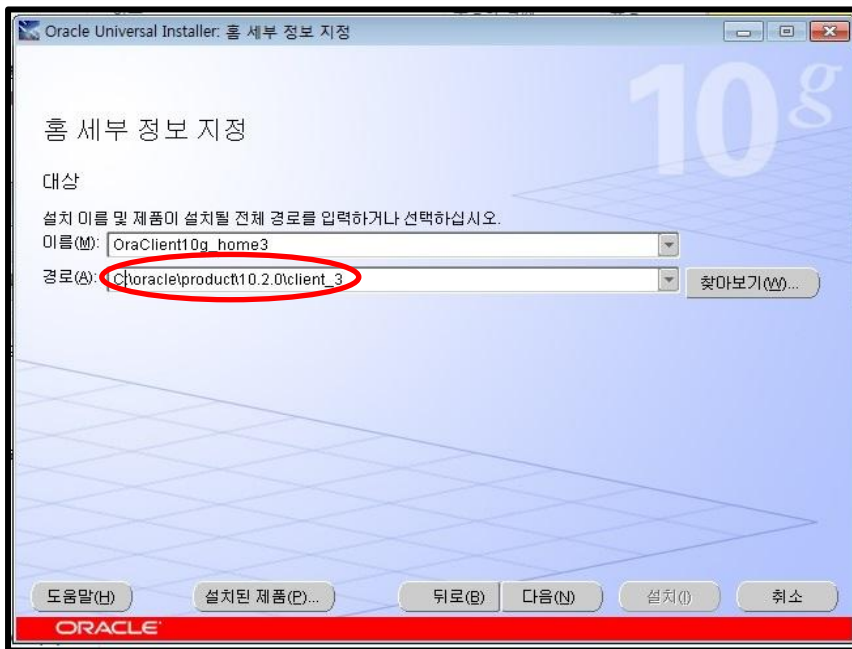 Oracle Universal Installer: 홈 세부 정보 지정
10g
홈 세부 정보 지정
대상
설치 이름 및 제품이 설치될 전체 경로를 입력하거나 선택하십시오.
이름(M): OraClient10g_home3
경로(A): C:\oracle\product\10.2.0\client_3 찾아보기(W)...
도움말(H) 설치된 제품(P)... 뒤로(B) 다음(N) 설치(I) 취소
ORACLE